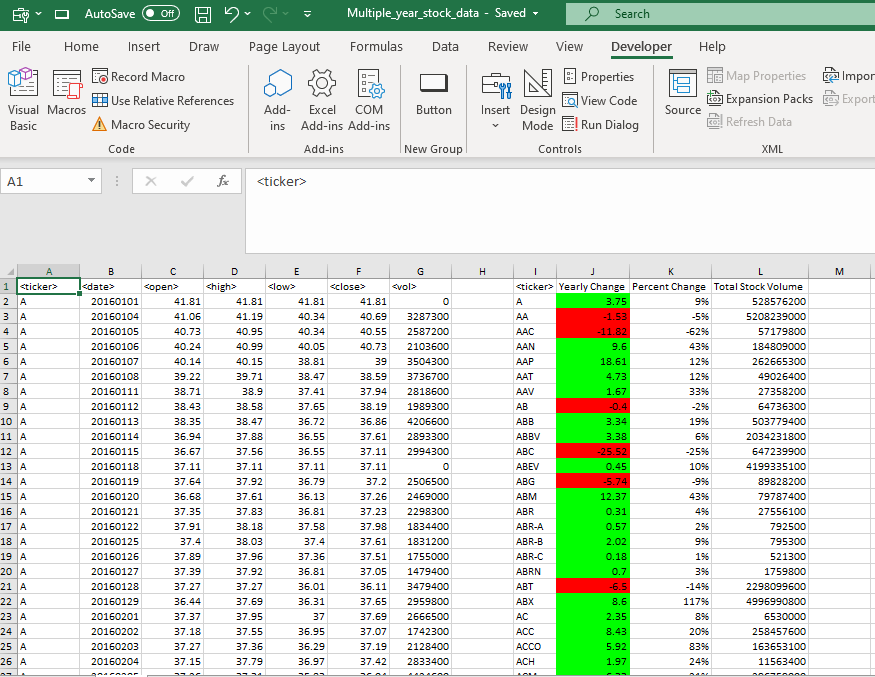 AutoSave Off Multiple_year_stock_data - Saved Search
File Home Insert Draw Page Layout Formulas Data Review View Developer Help
Visual Basic
Macros
Record Macro
Use Relative References
Macro Security
Code
Add-ins
Excel Add-ins
COM Add-ins
Add-ins
Button
New Group
Insert
Design Mode
Properties
View Code
Run Dialog
Controls
Source
Map Properties
Expansion Packs
Refresh Data
Impor
Export
XML
A1 fx <ticker>
A B C D E F G H I J K L M
1 <ticker> <date> <open> <high> <low> <close> <vol> <ticker> Yearly Change Percent Change Total Stock Volume
2 A 20160101 41.81 41.81 41.81 41.81 0 A 3.75 9% 528576200
3 A 20160104 41.06 41.19 40.34 40.69 3287300 AA -1.53 -5% 5208239000
4 A 20160105 40.73 40.95 40.34 40.55 2587200 AAC -11.82 -62% 57179800
5 A 20160106 40.24 40.99 40.05 40.73 2103600 AAN 9.6 43% 184809000
6 A 20160107 40.14 40.15 38.81 39 3504300 AAP 18.61 12% 262665300
7 A 20160108 39.22 39.71 38.47 38.59 3736700 AAT 4.73 12% 49026400
8 A 20160111 38.71 38.9 37.41 37.94 2818600 AAV 1.67 33% 27358200
9 A 20160112 38.43 38.58 37.65 38.19 1989300 AB -0.4 -2% 64736300
10 A 20160113 38.35 38.47 36.72 36.86 4206600 ABB 3.34 19% 503779400
11 A 20160114 36.94 37.88 36.55 37.61 2893300 ABBV 3.38 6% 2034231800
12 A 20160115 36.67 37.56 36.55 37.11 2994300 ABC -25.52 -25% 647239900
13 A 20160118 37.11 37.11 37.11 37.11 0 ABEV 0.45 10% 4199335100
14 A 20160119 37.64 37.92 36.79 37.2 2506500 ABG -5.74 -9% 89828200
15 A 20160120 36.68 37.61 36.13 37.26 2469000 ABM 12.37 43% 79787400
16 A 20160121 37.35 37.83 36.81 37.23 2298300 ABR 0.31 4% 27556100
17 A 20160122 37.91 38.18 37.58 37.98 1834400 ABR-A 0.57 2% 792500
18 A 20160125 37.4 38.03 37.4 37.61 1831200 ABR-B 2.02 9% 795300
19 A 20160126 37.89 37.96 36.36 37.51 1755000 ABR-C 0.18 1% 521300
20 A 20160127 37.39 37.92 36.81 37.05 1479400 ABRN 0.7 3% 1759800
21 A 20160128 37.27 37.27 36.01 36.11 3479400 ABT -6.5 -14% 2298099600
22 A 20160129 36.44 37.69 36.31 37.65 2959800 ABX 8.6 117% 4996990800
23 A 20160201 37.37 37.95 37 37.69 2666500 AC 2.35 8% 6530000
24 A 20160202 37.18 37.55 36.95 37.07 1742300 ACC 8.43 20% 258457600
25 A 20160203 37.27 37.36 36.29 37.19 2128400 ACCO 5.92 83% 163653100
26 A 20160204 37.15 37.79 36.97 37.42 2833400 ACH 1.97 24% 11563400